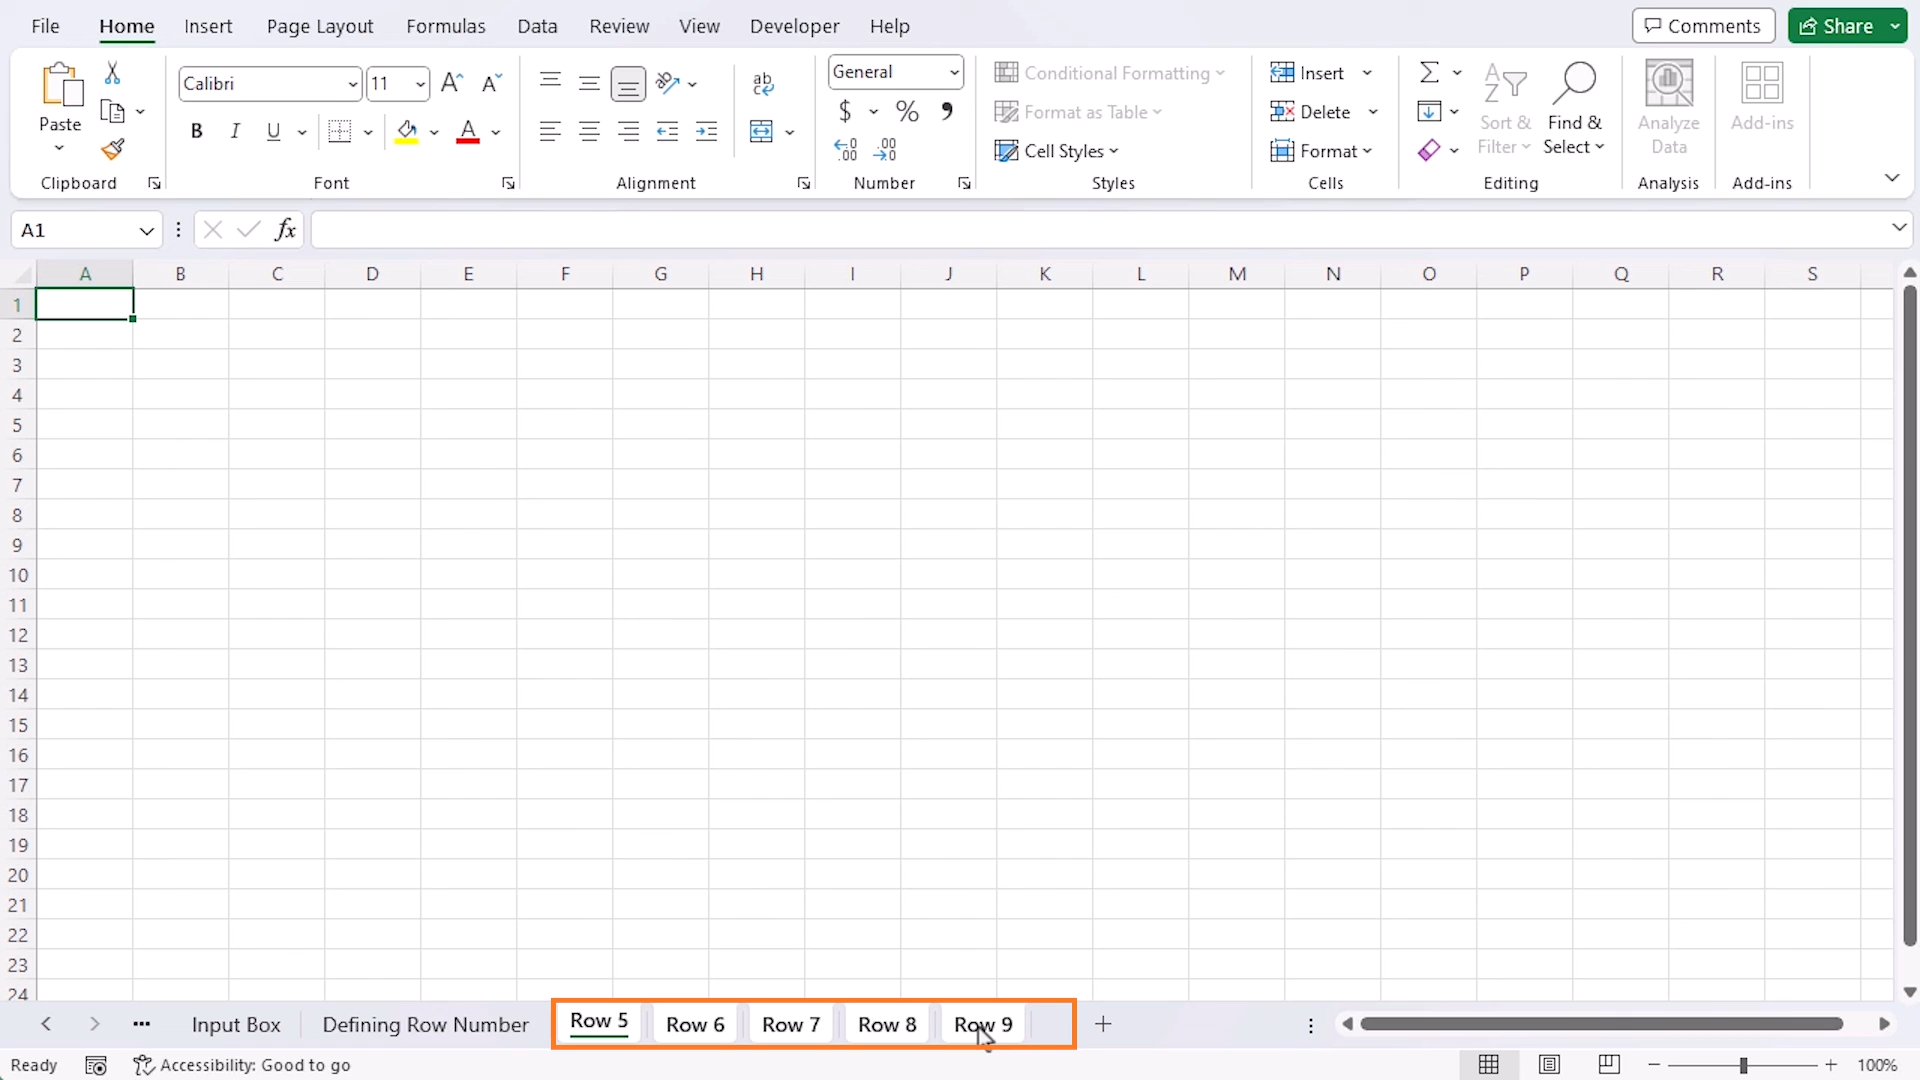 File Home Insert Page Layout Formulas Data Review View Developer Help Comments Share
Calibri 11 ab General Conditional Formatting Insert Σ A Z
c
$ % 9 Format as Table Delete
Paste Sort & Find & Analyze Add-ins
B I U A .00 .00 Cell Styles Format Filter Select Data
Clipboard Font Alignment Number Styles Cells Editing Analysis Add-ins
A1 fx
A B C D E F G H I J K L M N O P Q R S
1
2
3
4
5
6
7
8
9
10
11
12
13
14
15
16
17
18
19
20
21
22
23
24
Input Box Defining Row Number Row 5 Row 6 Row 7 Row 8 Row 9
Ready Accessibility: Good to go 100%